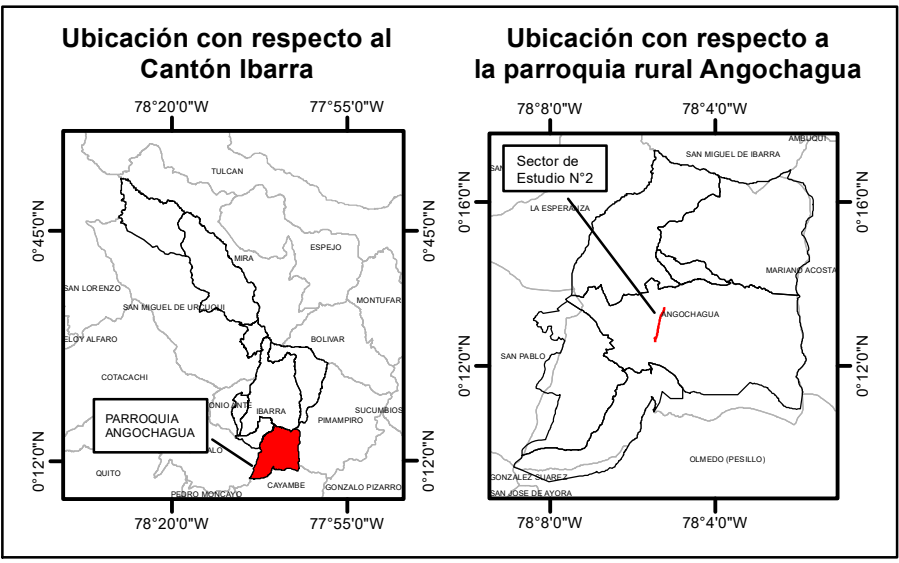 Ubicación con respecto al
Cantón Ibarra
78°20'0"W
77°55'0"W
TULCAN
0°45'0"N
0°45'0"N
ESPEJO
MIRA
SAN LORENZO
MONTUFAR
SAN MIGUEL DE URCUQUI
ELOY ALFARO
BOLIVAR
COTACACHI
ONIO ANTE
IBARRA
SUCUMBIOS
PIMAMPIRO
PARROQUIA
ANGOCHAGUA
ALO
0°12'0"N
0°12'0"N
QUITO
CAYAMBE
GONZALO PIZARRO
PEDRO MONCAYO
78°20'0"W
77°55'0"W
Ubicación con respecto a
la parroquia rural Angochagua
78°8'0"W
78°4'0"W
AMBUQUI
SAN MIGUEL DE IBARRA
Sector de
Estudio N°2
SAN
0°16'0"N
0°16'0"N
LA ESPERANZA
MARIANO ACOSTA
ANGOCHAGUA
SAN PABLO
0°12'0"N
0°12'0"N
OLMEDO (PESILLO)
GONZALEZ SUAREZ
SAN JOSE DE AYORA
78°8'0"W
78°4'0"W